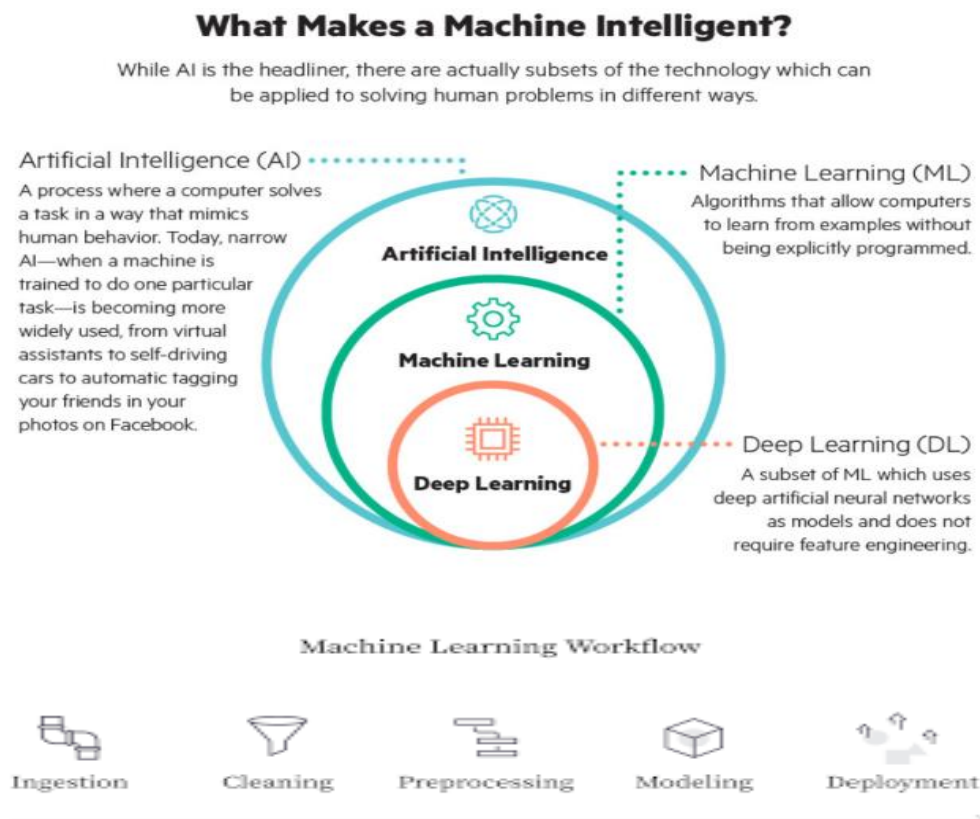 What Makes a Machine Intelligent?
While AI is the headliner, there are actually subsets of the technology which can
be applied to solving human problems in different ways.
Artificial Intelligence (AI)
A process where a computer solves
a task in a way that mimics
human behavior. Today, narrow
AI—when a machine is
trained to do one particular
task—is becoming more
widely used, from virtual
assistants to self-driving
cars to automatic tagging
your friends in your
photos on Facebook.
Machine Learning (ML)
Algorithms that allow computers
to learn from examples without
being explicitly programmed.
Artificial Intelligence
Machine Learning
Deep Learning
Deep Learning (DL)
A subset of ML which uses
deep artificial neural networks
as models and does not
require feature engineering.
Machine Learning Workflow
Ingestion
Cleaning
Preprocessing
Modeling
Deployment